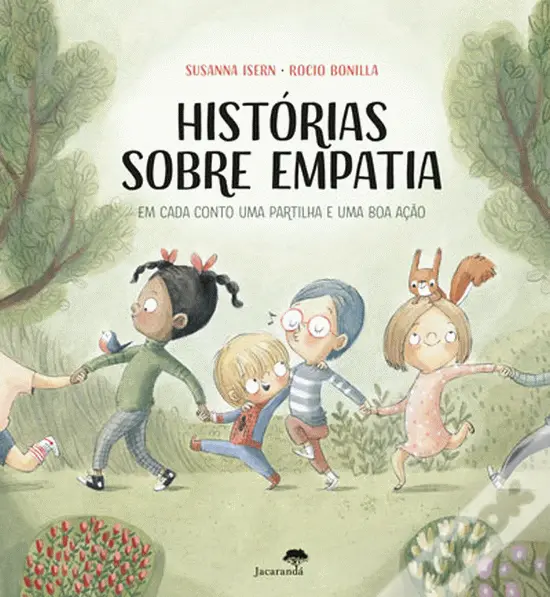 SUSANNA ISERN · ROCIO BONILLA
HISTÓRIAS
SOBRE EMPATIA
EM CADA CONTO UMA PARTILHA E UMA BOA AÇÃO
Jacarandá